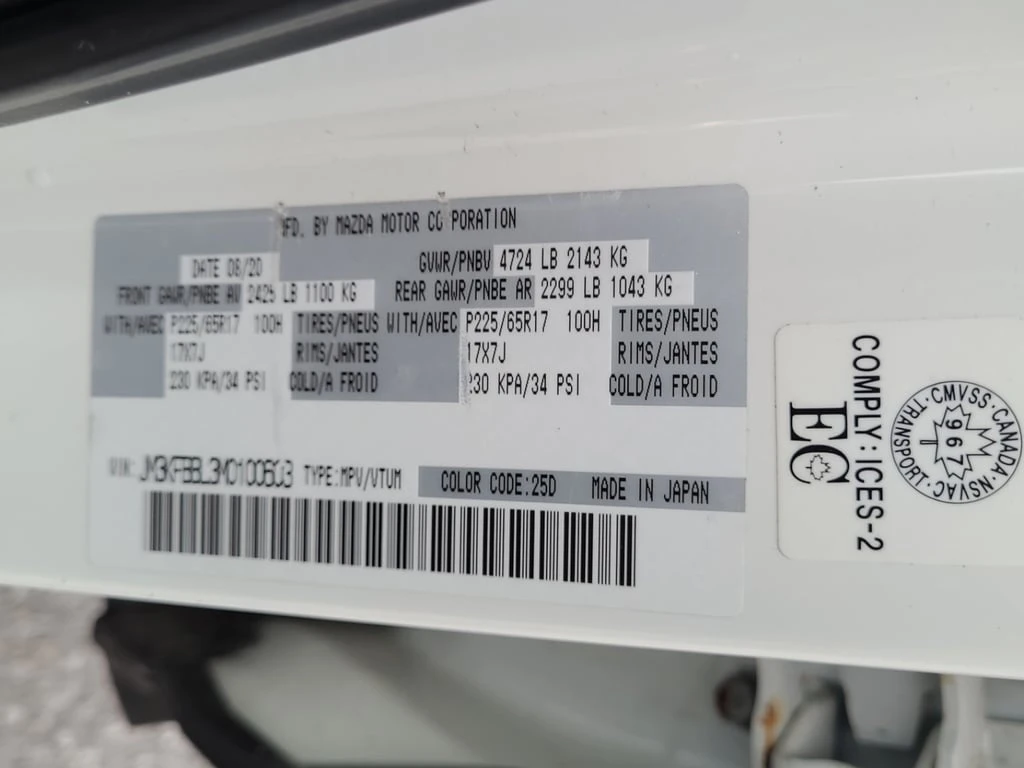 MFD. BY MAZDA MOTOR CORPORATION
DATE 08/20 GVWR/PNBV 4724 LB 2143 KG
FRONT GAWR/PNBE AV 2425 LB 1100 KG REAR GAWR/PNBE AR 2299 LB 1043 KG
WITH/AVEC P225/65R17 100H TIRES/PNEUS WITH/AVEC P225/65R17 100H TIRES/PNEUS
17X7J RIMS/JANTES 17X7J RIMS/JANTES
230 KPA/34 PSI COLD/A FROID 230 KPA/34 PSI COLD/A FROID
VIN: JM3KFBBL3M0100603 TYPE:MPV/VTUM COLOR CODE:25D MADE IN JAPAN
COMPLY: ICES-2
EC
CMVSS·CANADA·NSVAC·TRANSPORT·
967